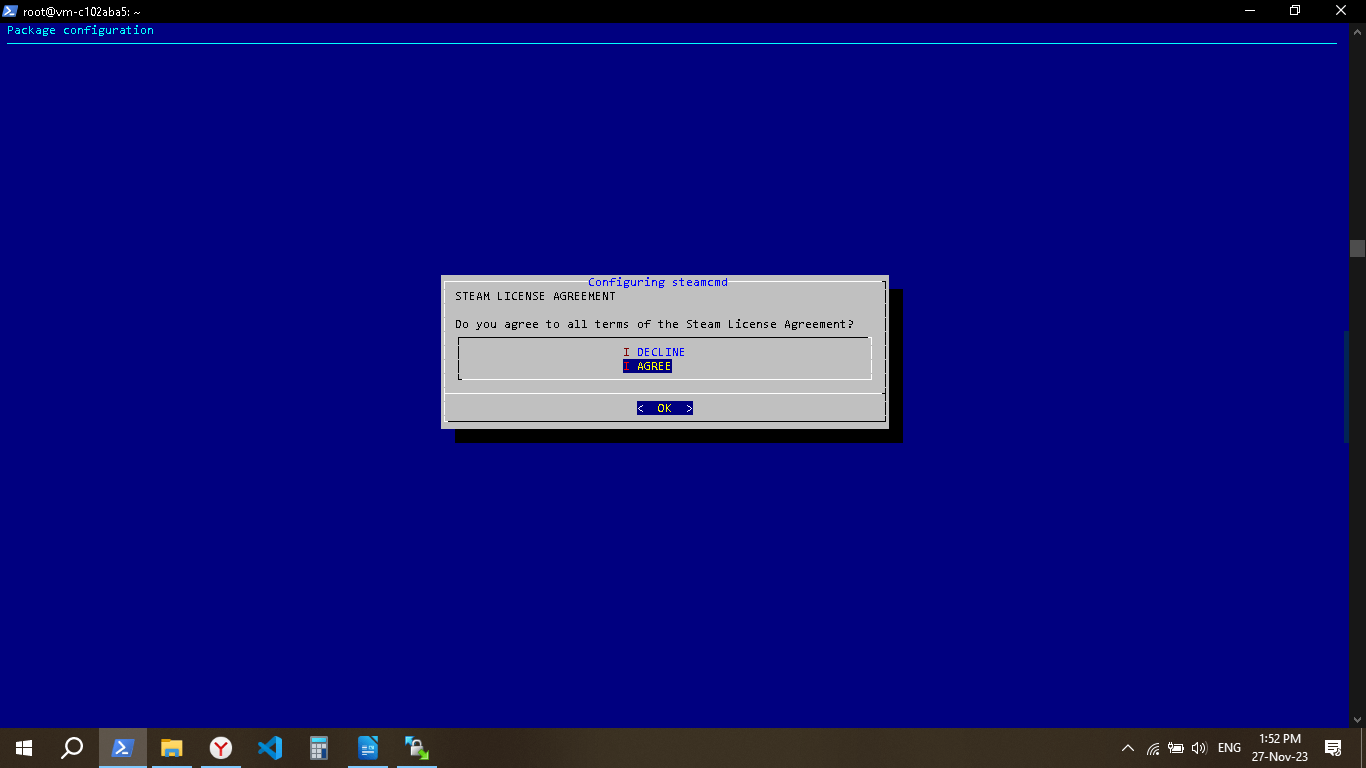 root@vm-c102aba5: ~
Package configuration
Configuring steamcmd
STEAM LICENSE AGREEMENT
Do you agree to all terms of the Steam License Agreement?
I DECLINE
I AGREE
< OK >
ENG
1:52 PM
27-Nov-23